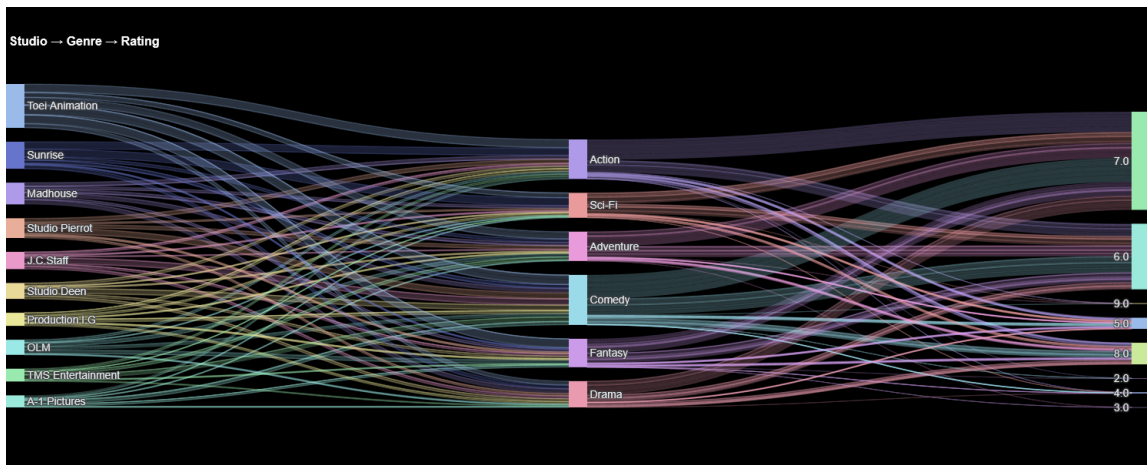 Studio → Genre → Rating
Toei Animation
Sunrise
Madhouse
Studio Pierrot
J.C.Staff
Studio Deen
Production I.G
OLM
TMS Entertainment
A-1 Pictures
Action
Sci-Fi
Adventure
Comedy
Fantasy
Drama
7.0
6.0
9.0
5.0
8.0
2.0
4.0
3.0